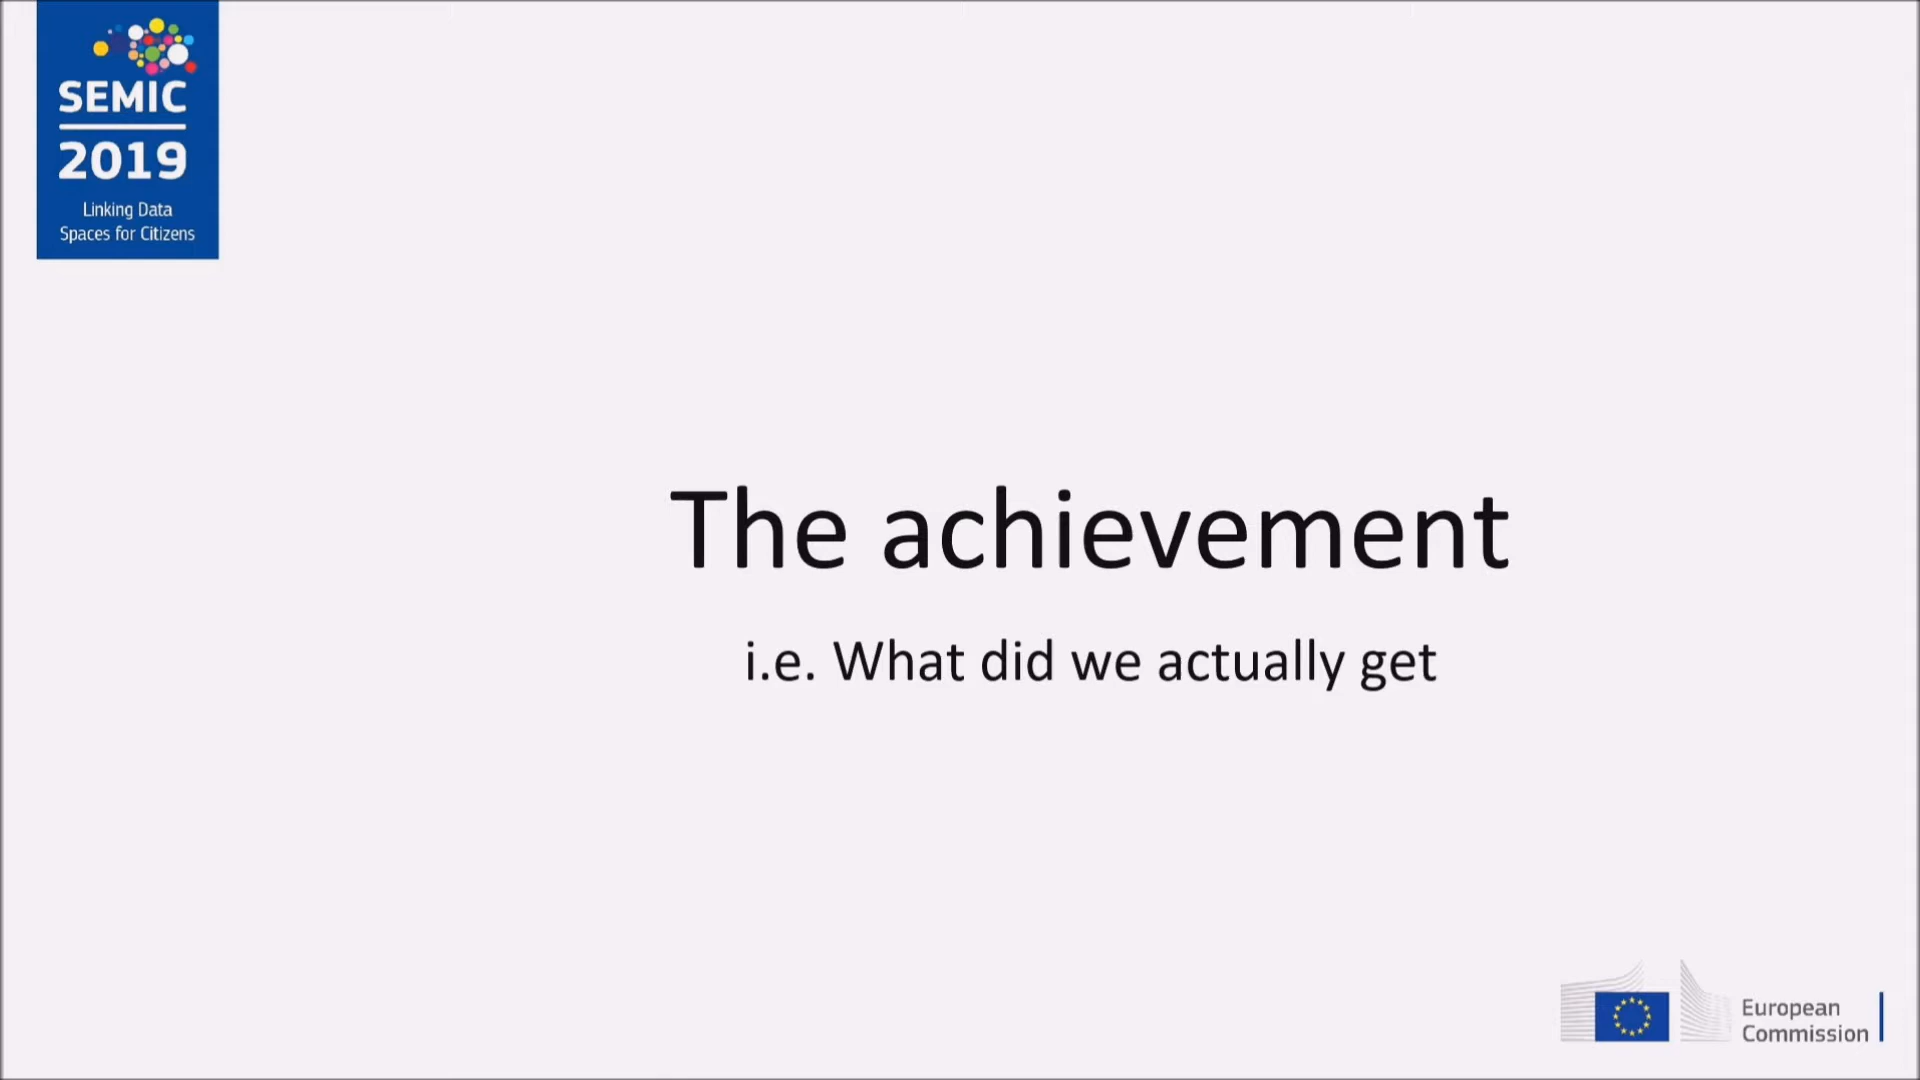 SEMIC
2019
Linking Data
Spaces for Citizens
The achievement
i.e. What did we actually get
European
Commission